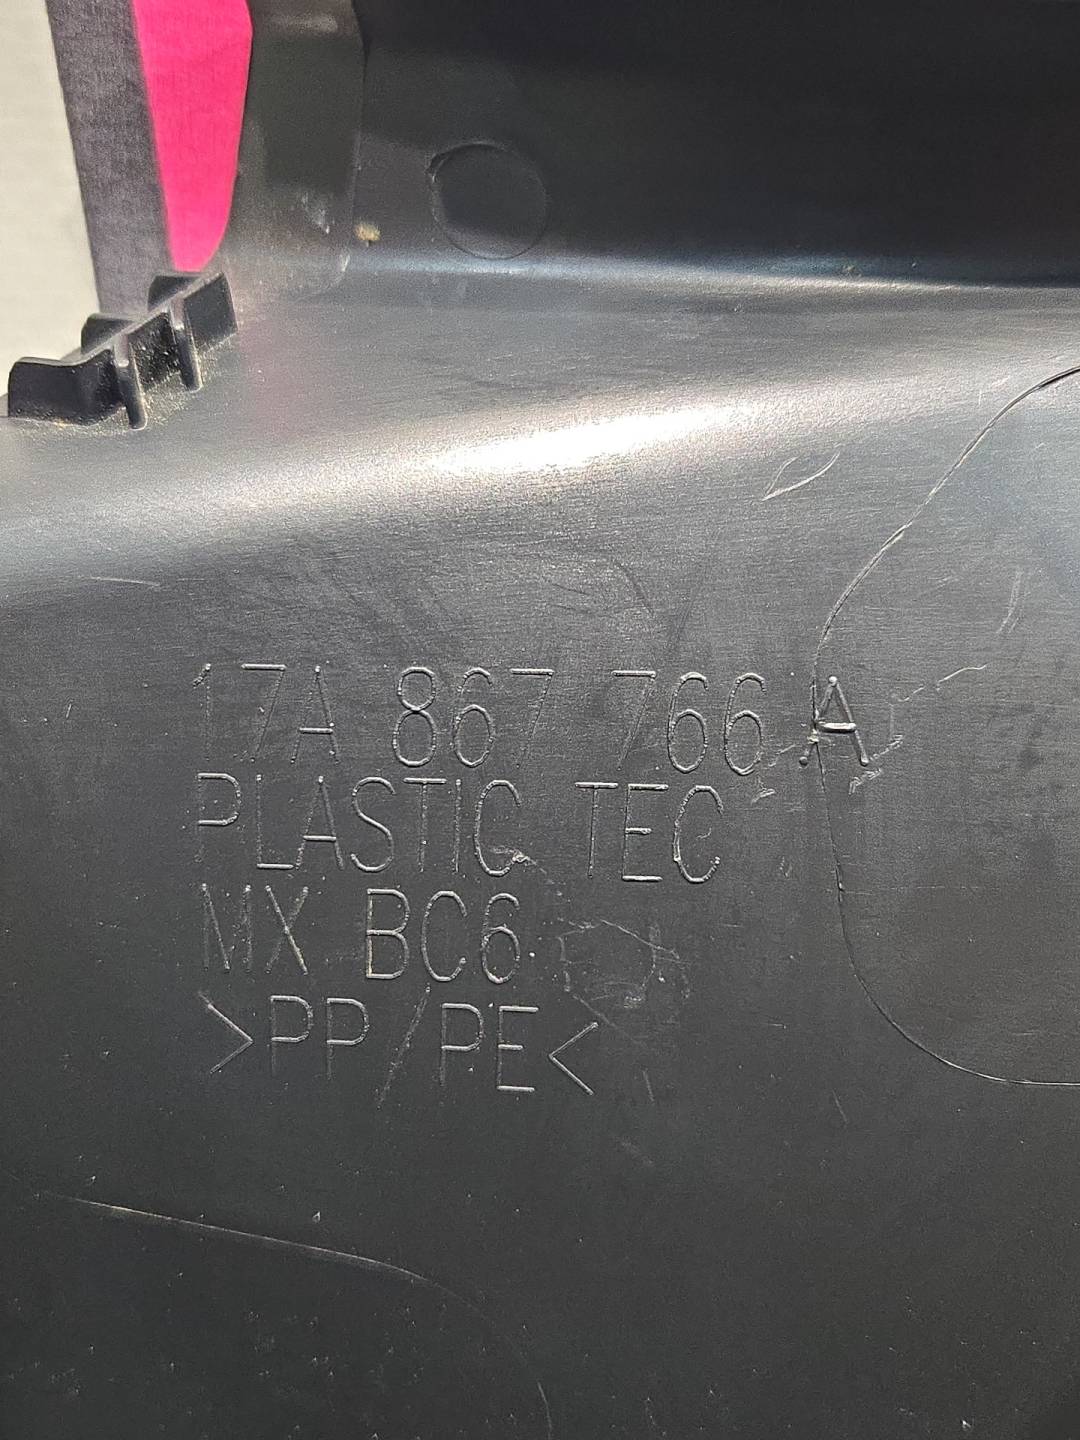 17A 867 766 A
PLASTIC TEC
MX BC6
>PP/PE<